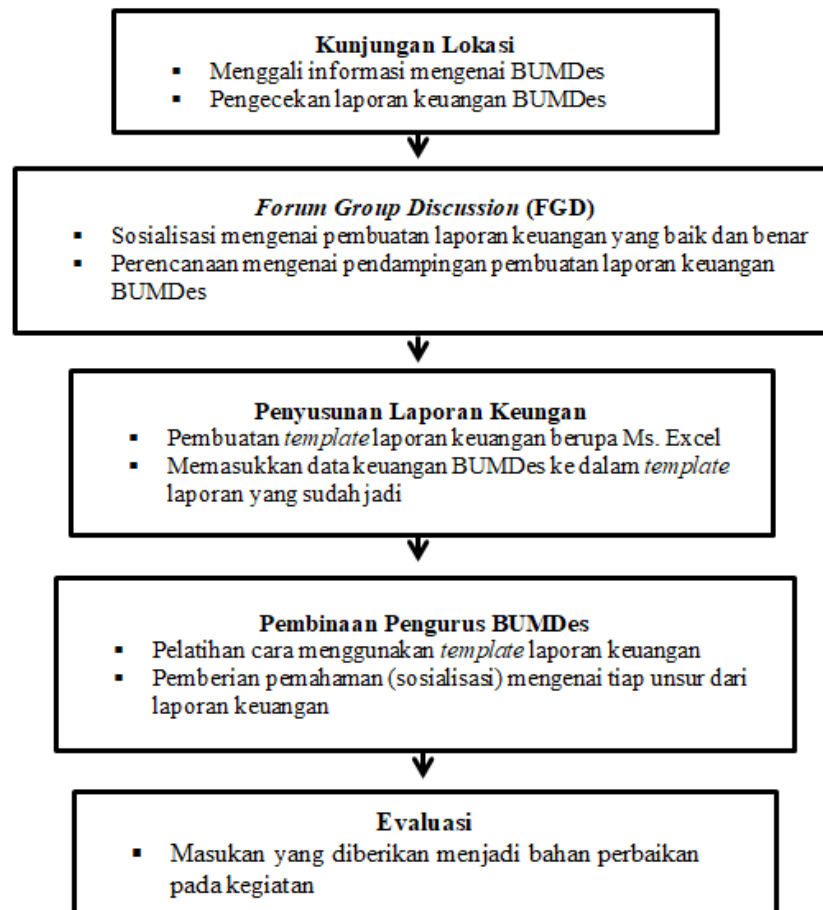 Kunjungan Lokasi
▪ Menggali informasi mengenai BUMDes
▪ Pengecekan laporan keuangan BUMDes
Forum Group Discussion (FGD)
▪ Sosialisasi mengenai pembuatan laporan keuangan yang baik dan benar
▪ Perencanaan mengenai pendampingan pembuatan laporan keuangan
BUMDes
Penyusunan Laporan Keungan
▪ Pembuatan template laporan keuangan berupa Ms. Excel
▪ Memasukkan data keuangan BUMDes ke dalam template
laporan yang sudah jadi
Pembinaan Pengurus BUMDes
▪ Pelatihan cara menggunakan template laporan keuangan
▪ Pemberian pemahaman (sosialisasi) mengenai tiap unsur dari
laporan keuangan
Evaluasi
▪ Masukan yang diberikan menjadi bahan perbaikan
pada kegiatan